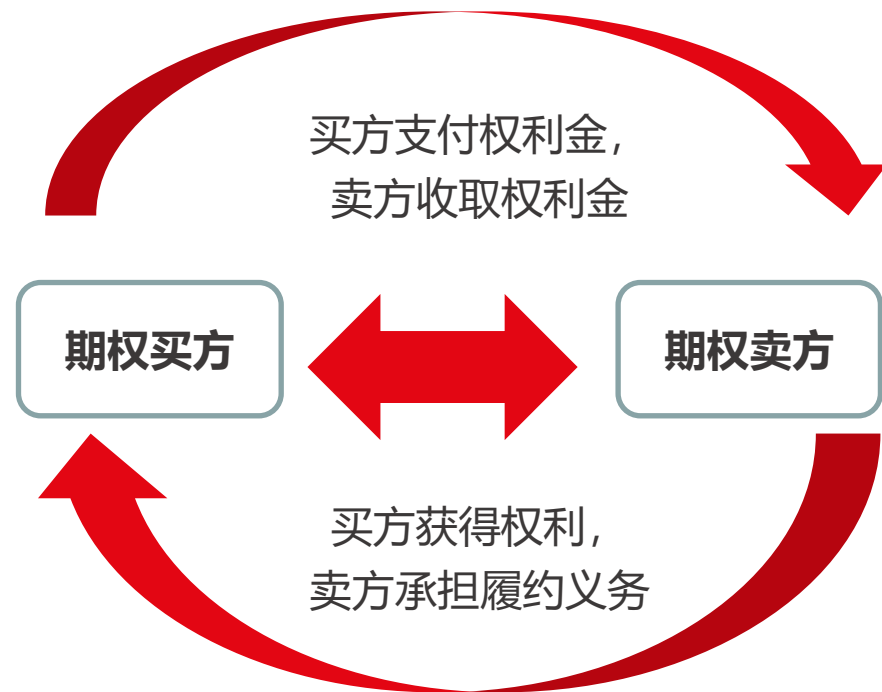 买方支付权利金，
卖方收取权利金
期权买方
期权卖方
买方获得权利，
卖方承担履约义务